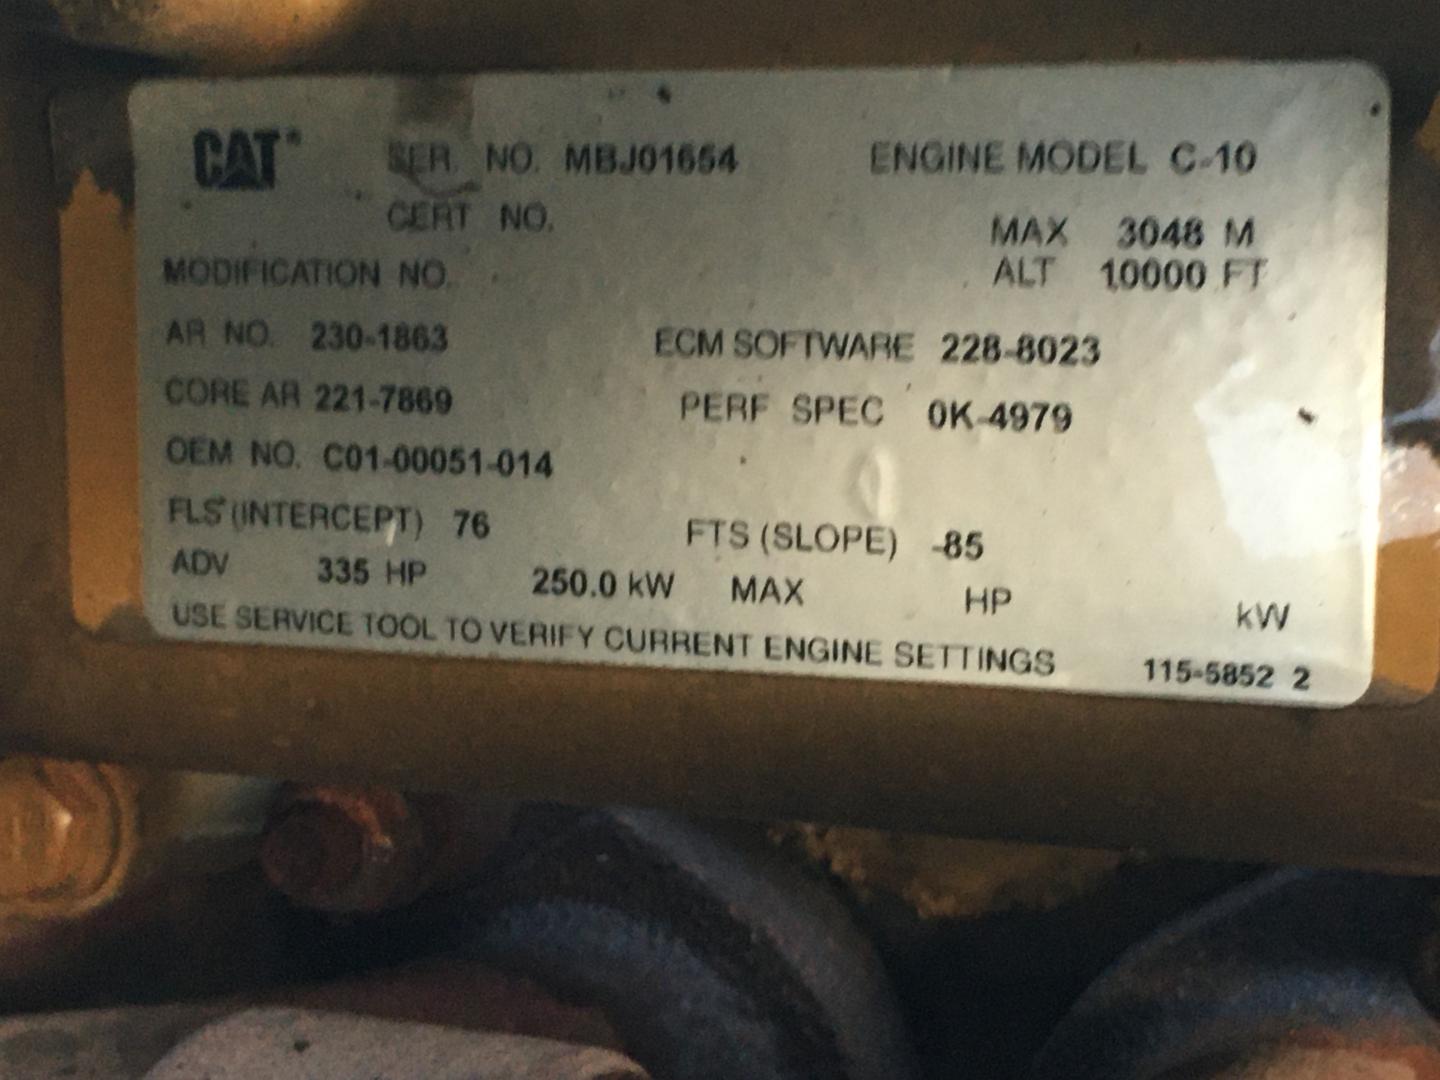 CAT® SER. NO. MBJ01654 ENGINE MODEL C-10
CERT NO. MAX 3048 M
MODIFICATION NO. ALT 10000 FT
AR NO. 230-1863 ECM SOFTWARE 228-8023
CORE AR 221-7869 PERF SPEC 0K-4979
OEM NO. C01-00051-014
FLS (INTERCEPT) 76 FTS (SLOPE) -85
ADV 335 HP 250.0 kW MAX HP kW
USE SERVICE TOOL TO VERIFY CURRENT ENGINE SETTINGS 115-5852 2